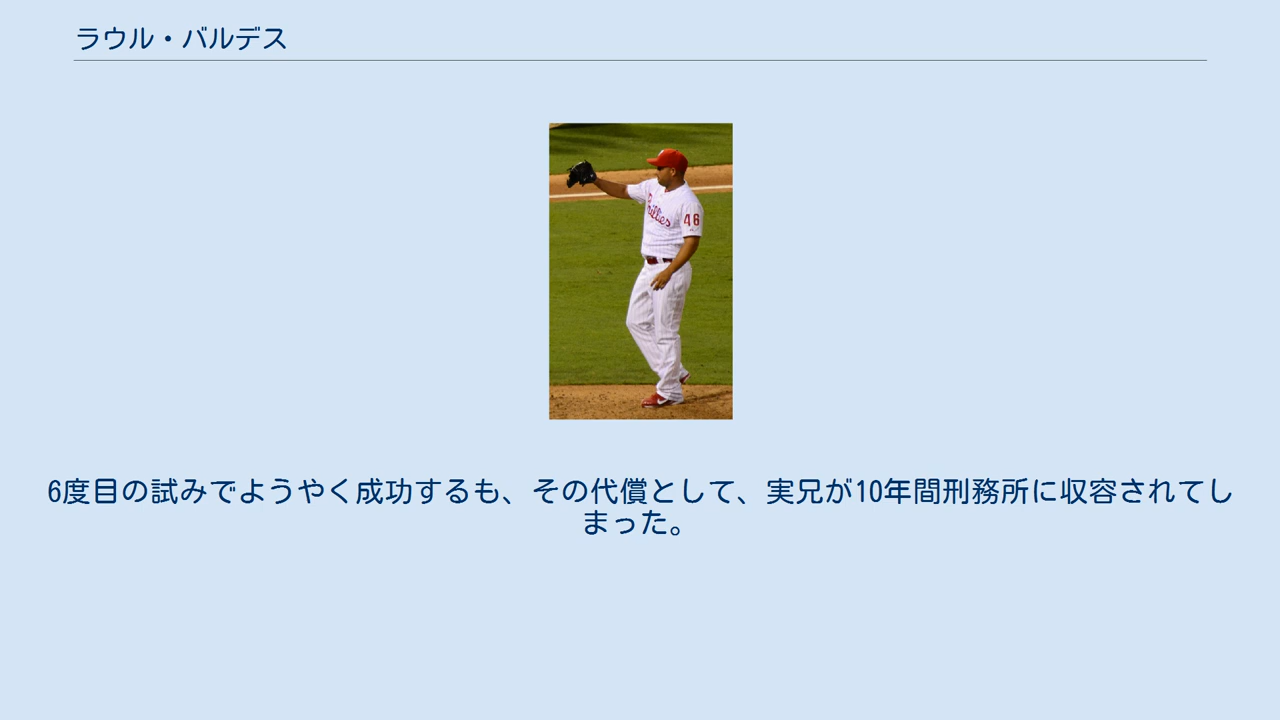 ラウル・バルデス
Phillies
46
6度目の試みでようやく成功するも、その代償として、実兄が10年間刑務所に収容されてし
まった。